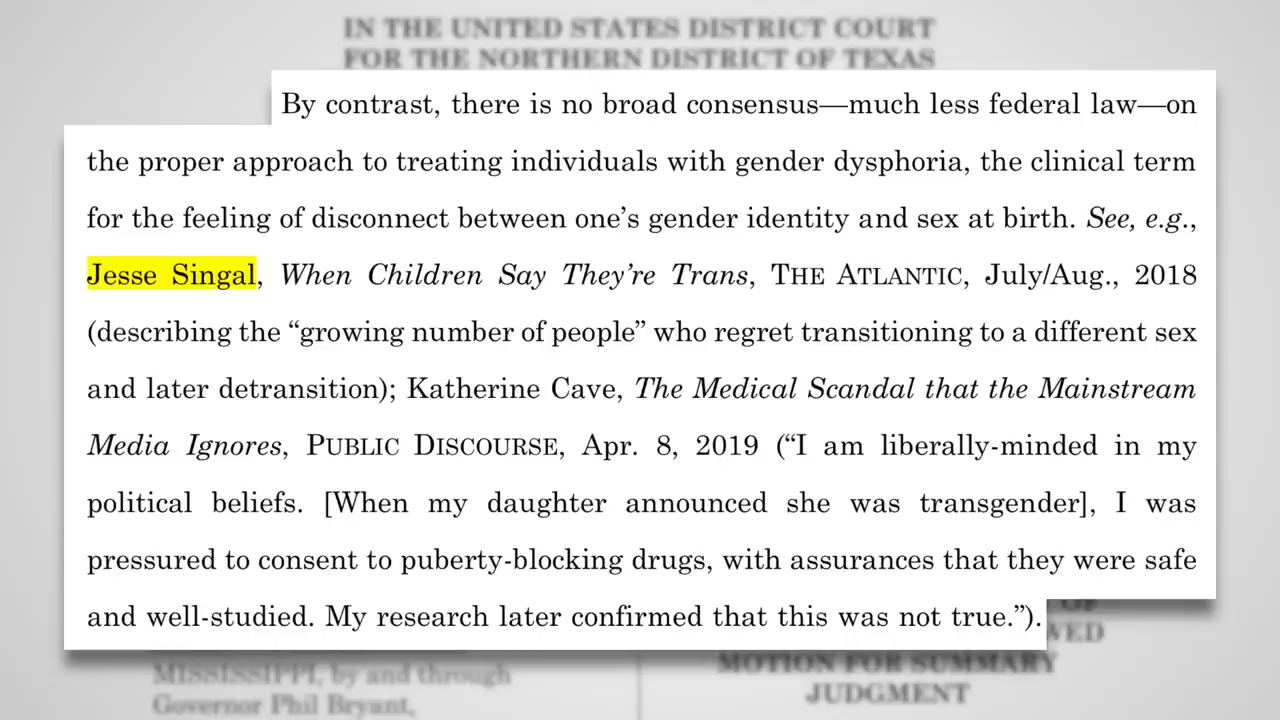 IN THE UNITED STATES DISTRICT COURT
FOR THE NORTHERN DISTRICT OF TEXAS
By contrast, there is no broad consensus—much less federal law—on
the proper approach to treating individuals with gender dysphoria, the clinical term
for the feeling of disconnect between one’s gender identity and sex at birth. See, e.g.,
Jesse Singal, When Children Say They’re Trans, THE ATLANTIC, July/Aug., 2018
(describing the “growing number of people” who regret transitioning to a different sex
and later detransition); Katherine Cave, The Medical Scandal that the Mainstream
Media Ignores, PUBLIC DISCOURSE, Apr. 8, 2019 (“I am liberally-minded in my
political beliefs. [When my daughter announced she was transgender], I was
pressured to consent to puberty-blocking drugs, with assurances that they were safe
and well-studied. My research later confirmed that this was not true.”).
MISSISSIPPI, by and through
Governor Phil Bryant,
MOTION FOR SUMMARY
JUDGMENT